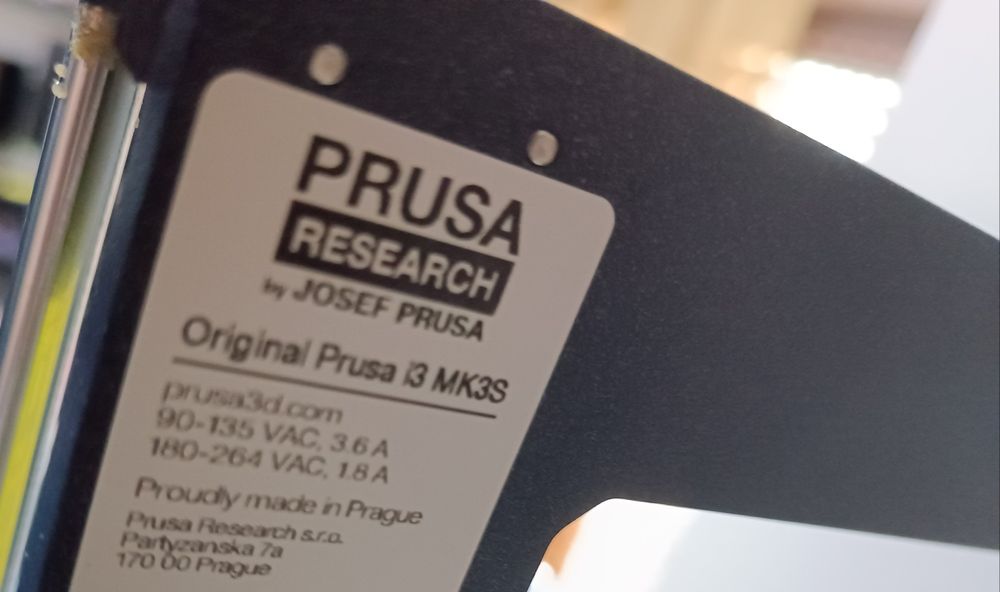 PRUSA
RESEARCH
by JOSEF PRUSA
Original Prusa i3 MK3S
prusa3d.com
90-135 VAC, 3.6 A
180-264 VAC, 1.8 A
Proudly made in Prague
Prusa Research s.r.o.
Partyzanska 7a
170 00 Prague